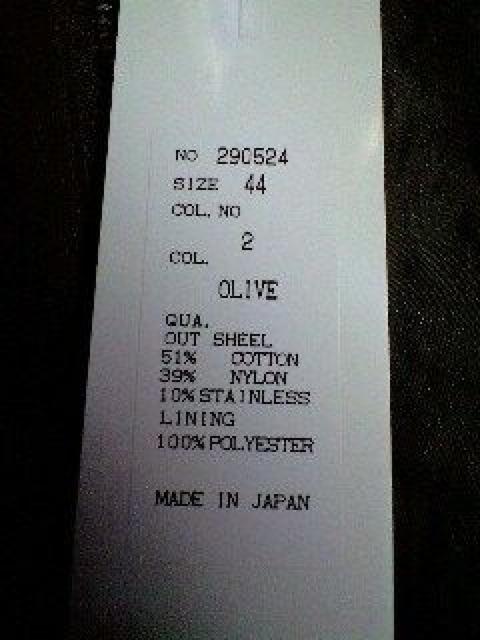 NO 290524
SIZE 44
COL. NO
2
COL.
OLIVE
QUA.
OUT SHEEL
51% COTTON
39% NYLON
10% STAINLESS
LINING
100% POLYESTER
MADE IN JAPAN